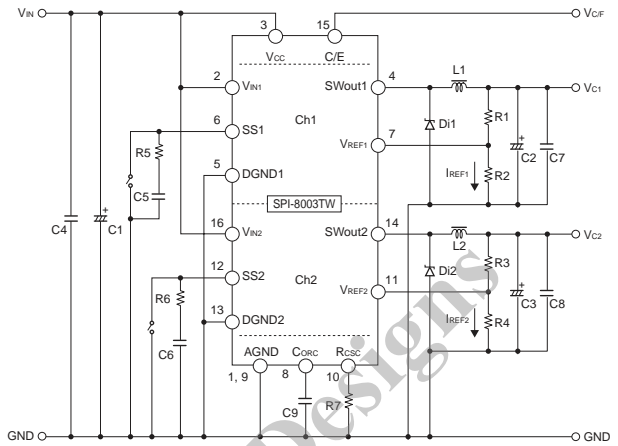 VIN
3
15
VC/F
VCC
C/E
2
VIN1
SWout1
4
L1
VC1
Ch1
6
SS1
R5
R1
Di1
VREF1
7
C2
C7
5
DGND1
IREF1
R2
C5
SPI-8003TW
C4
C1
16
VIN2
SWout2
14
L2
VC2
12
SS2
Ch2
R6
R3
Di2
VREF2
11
C3
C8
13
DGND2
IREF2
R4
C6
AGND
CORC
RCSC
1, 9
8
10
C9
R7
GND
GND
Designs